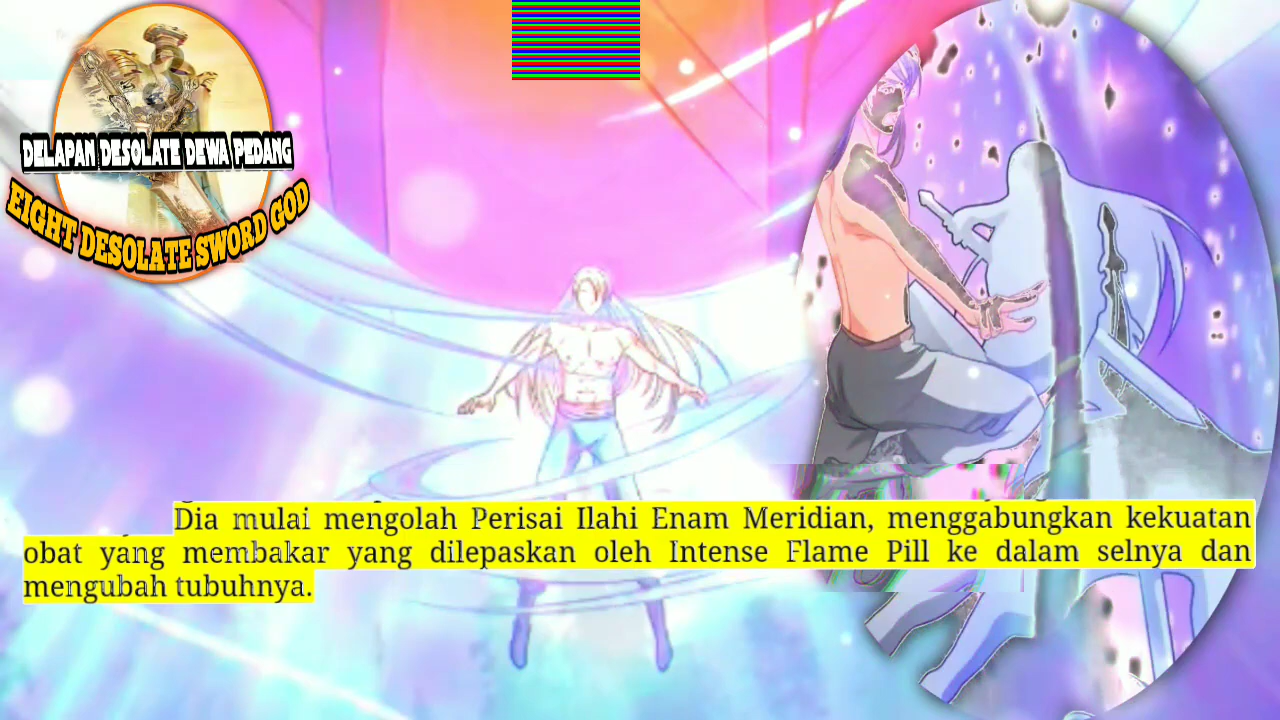 DELAPAN DESOLATE DEWA PEDANG
EIGHT DESOLATE SWORD GOD
Dia mulai mengolah Perisai Ilahi Enam Meridian, menggabungkan kekuatan
obat yang membakar yang dilepaskan oleh Intense Flame Pill ke dalam selnya dan
mengubah tubuhnya.